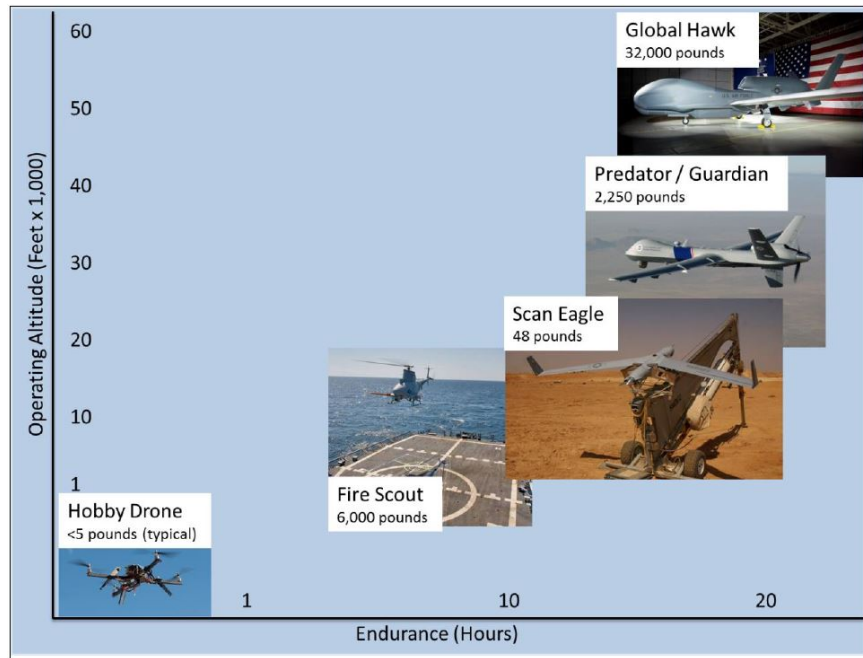 60
50
40
30
20
10
1
Operating Altitude (Feet x 1,000)
Global Hawk
32,000 pounds
Predator / Guardian
2,250 pounds
Scan Eagle
48 pounds
Fire Scout
6,000 pounds
Hobby Drone
<5 pounds (typical)
1
10
20
Endurance (Hours)